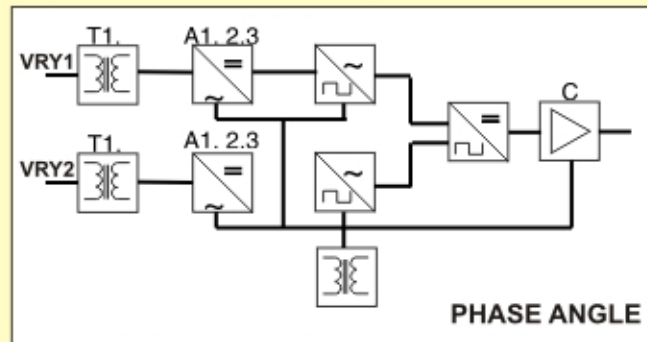 T1.
A1. 2.3
VRY1
C
T1.
A1. 2.3
VRY2
PHASE ANGLE